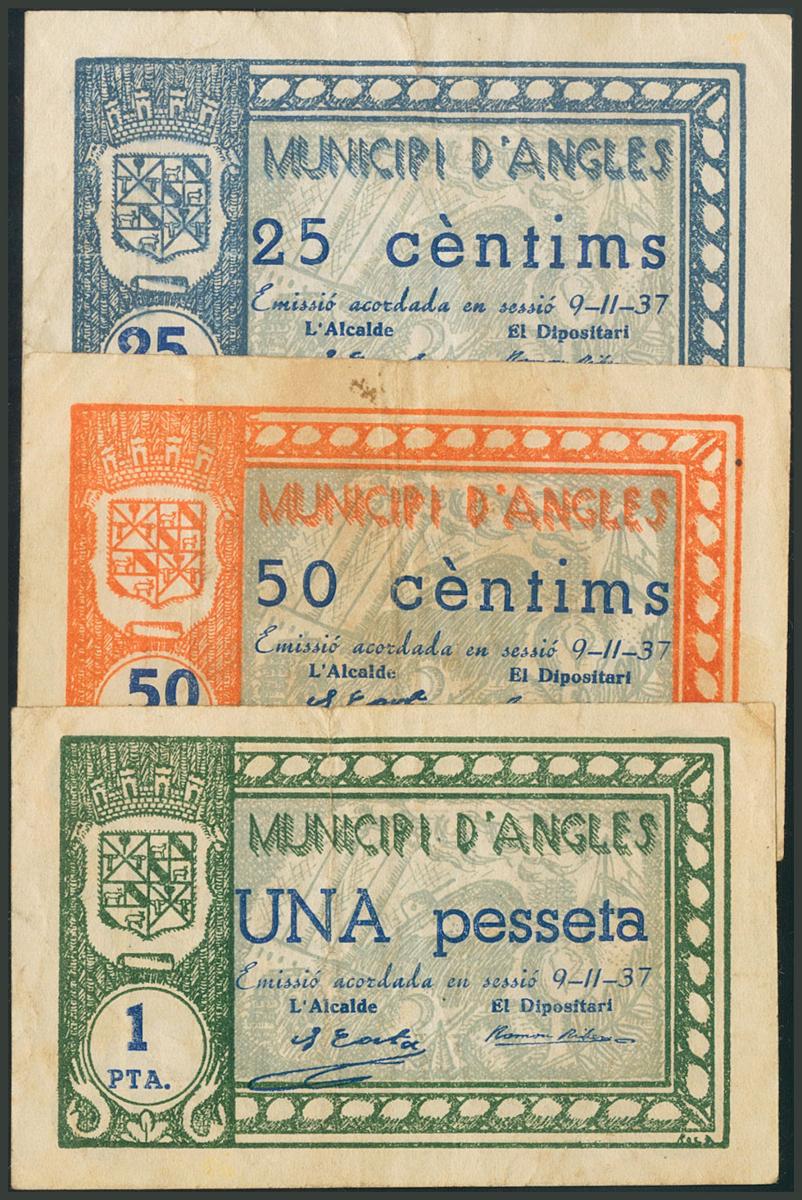 MUNICIPI D'ANGLES
25 cèntims
Emissió acordada en sessió 9-11-37
L'Alcalde El Dipositari
25
MUNICIPI D'ANGLES
50 cèntims
Emissió acordada en sessió 9-11-37
L'Alcalde El Dipositari
50
MUNICIPI D'ANGLES
UNA pesseta
Emissió acordada en sessió 9-11-37
L'Alcalde El Dipositari
1
PTA.